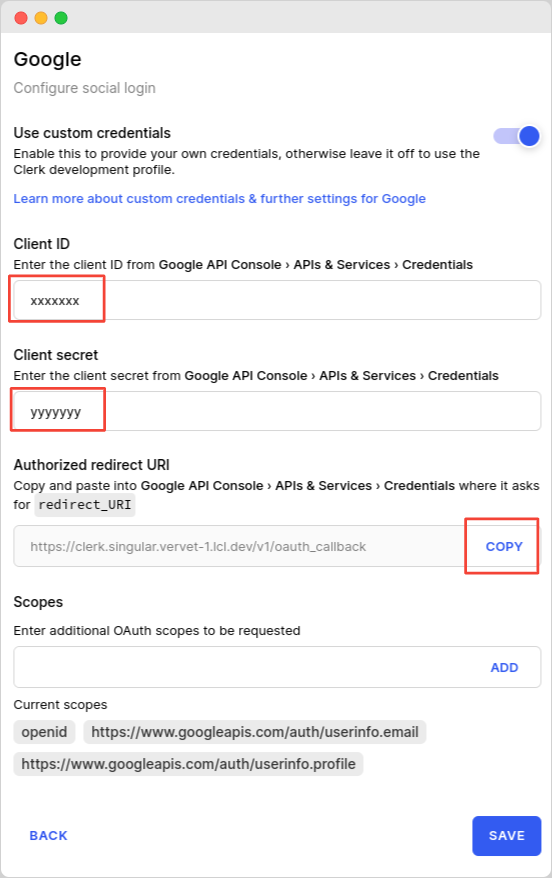 Google
Configure social login
Use custom credentials
Enable this to provide your own credentials, otherwise leave it off to use the
Clerk development profile.
Learn more about custom credentials & further settings for Google
Client ID
Enter the client ID from Google API Console › APIs & Services › Credentials
xxxxxxx
Client secret
Enter the client secret from Google API Console › APIs & Services › Credentials
yyyyyyy
Authorized redirect URI
Copy and paste into Google API Console › APIs & Services › Credentials where it asks
for redirect_URI
https://clerk.singular.vervet-1.lcl.dev/v1/oauth_callback COPY
Scopes
Enter additional OAuth scopes to be requested
ADD
Current scopes
openid https://www.googleapis.com/auth/userinfo.email
https://www.googleapis.com/auth/userinfo.profile
BACK SAVE